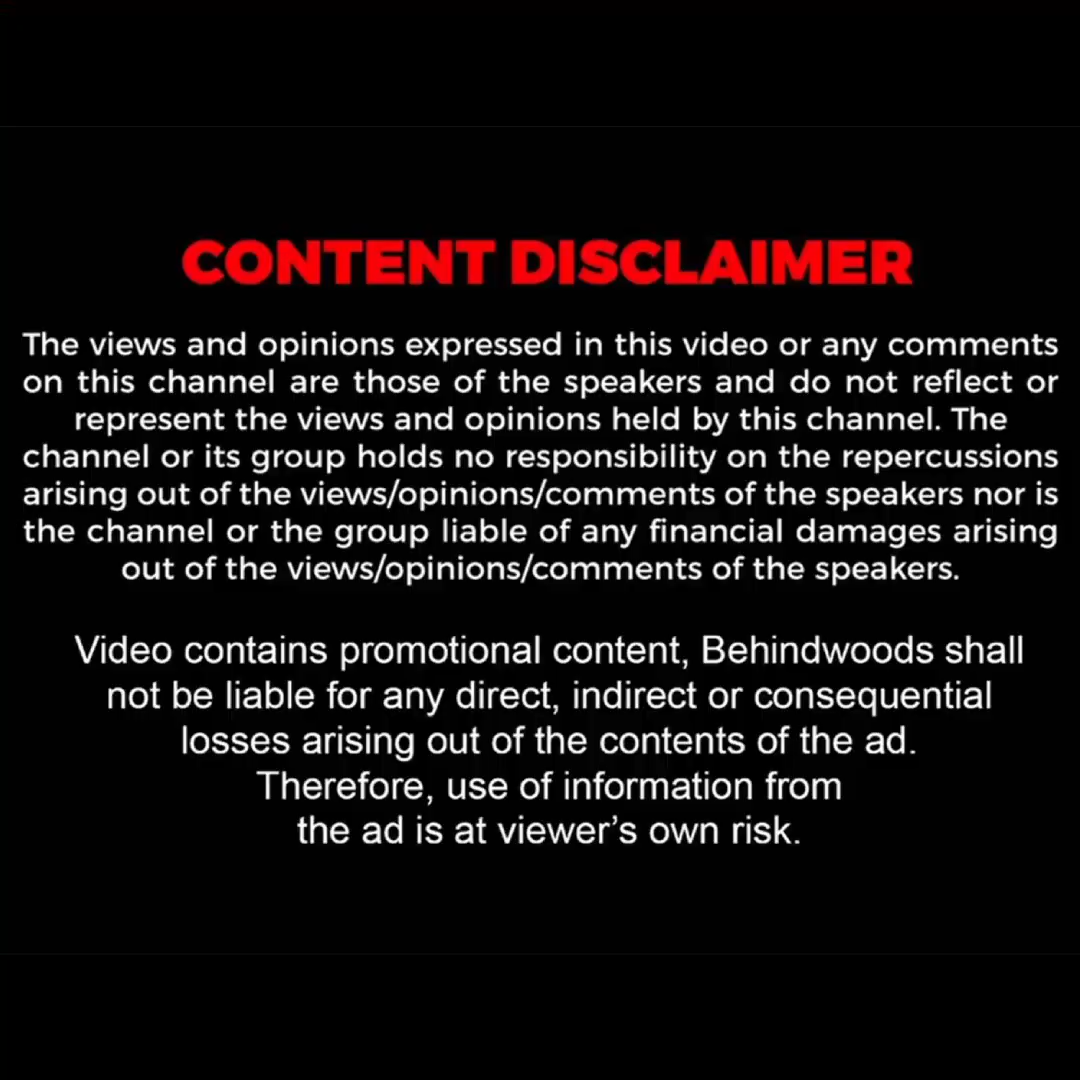 CONTENT DISCLAIMER
The views and opinions expressed in this video or any comments
on this channel are those of the speakers and do not reflect or
represent the views and opinions held by this channel. The
channel or its group holds no responsibility on the repercussions
arising out of the views/opinions/comments of the speakers nor is
the channel or the group liable of any financial damages arising
out of the views/opinions/comments of the speakers.
Video contains promotional content, Behindwoods shall
not be liable for any direct, indirect or consequential
losses arising out of the contents of the ad.
Therefore, use of information from
the ad is at viewer’s own risk.